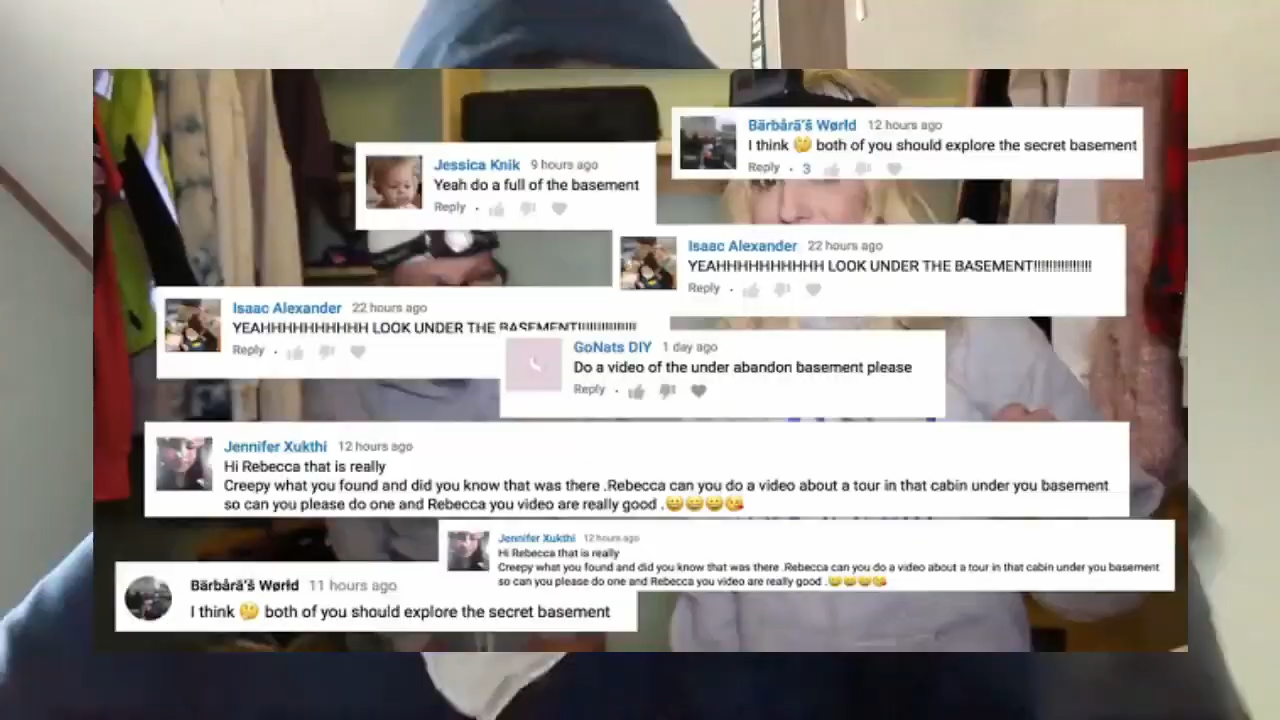 Bärbårã's Wørld 12 hours ago
I think 🤔 both of you should explore the secret basement
Reply · 3
Jessica Knik 9 hours ago
Yeah do a full of the basement
Reply ·
Isaac Alexander 22 hours ago
YEAHHHHHHHHHHH LOOK UNDER THE BASEMENT!!!!!!!!!!!!!!!
Reply ·
Isaac Alexander 22 hours ago
YEAHHHHHHHHHHH LOOK UNDER THE BASEMENT!!!!!!!!!!!!!!!
Reply ·
GoNats DIY 1 day ago
Do a video of the under abandon basement please
Reply ·
Jennifer Xukthi 12 hours ago
Hi Rebecca that is really
Creepy what you found and did you know that was there .Rebecca can you do a video about a tour in that cabin under you basement
so can you please do one and Rebecca you video are really good .😀😄😅😘
Jennifer Xukthi 12 hours ago
Hi Rebecca that is really
Creepy what you found and did you know that was there .Rebecca can you do a video about a tour in that cabin under you basement
so can you please do one and Rebecca you video are really good .😀😄😅😘
Bärbårã's Wørld 11 hours ago
I think 🤔 both of you should explore the secret basement